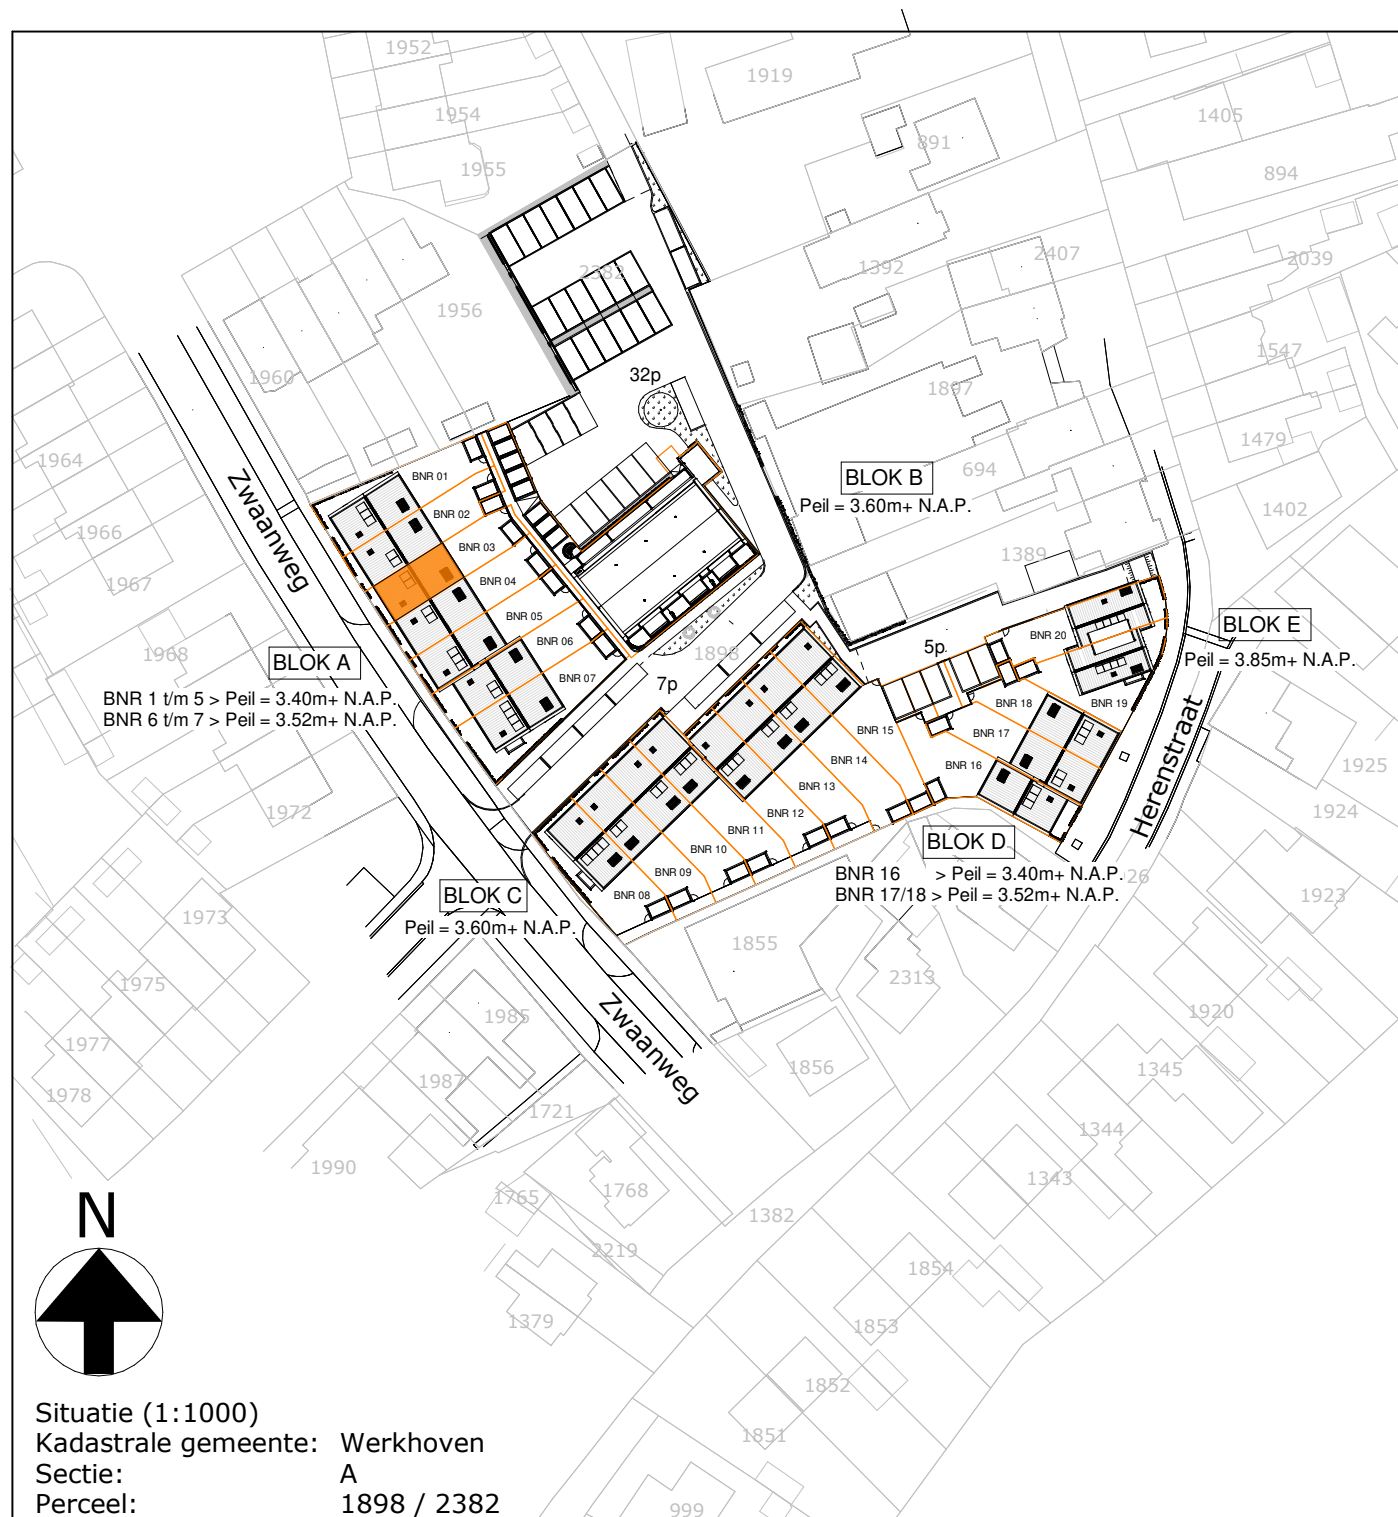 1952
1919
1954
1405
891
1955
894
2407
2039
1392
2382
1956
1547
32p
1960
1897
1479
1964
694
BNR 01
BLOK B
Zwaanweg
Peil = 3.60m+ N.A.P.
BNR 02
1402
1966
BNR 03
1389
1967
BNR 04
BNR 05
BNR 20
BLOK E
BNR 06
1968
1898
5p.
BLOK A
Peil = 3.85m+ N.A.P.
BNR 07
7p
BNR 1 t/m 5 > Peil = 3.40m+ N.A.P.
BNR 6 t/m 7 > Peil = 3.52m+ N.A.P.
BNR 18
BNR 19
BNR 15
BNR 17
Herenstraat
BNR 14
BNR 16
1925
BNR 13
1972
BNR 12
1924
BNR 11
BLOK D
BNR 10
BNR 09
BNR 16 > Peil = 3.40m+ N.A.P.
26
BNR 17/18 > Peil = 3.52m+ N.A.P.
BLOK C
BNR 08
1923
1973
Peil = 3.60m+ N.A.P.
1855
1975
2313
Zwaanweg
1985
1920
1977
1856
1345
1987
1978
1721
1344
1990
1343
1765
1768
1382
N
2219
1854
1379
1853
1852
1851
Situatie (1:1000)
Kadastrale gemeente: Werkhoven
Sectie: A
Perceel: 1898 / 2382
999